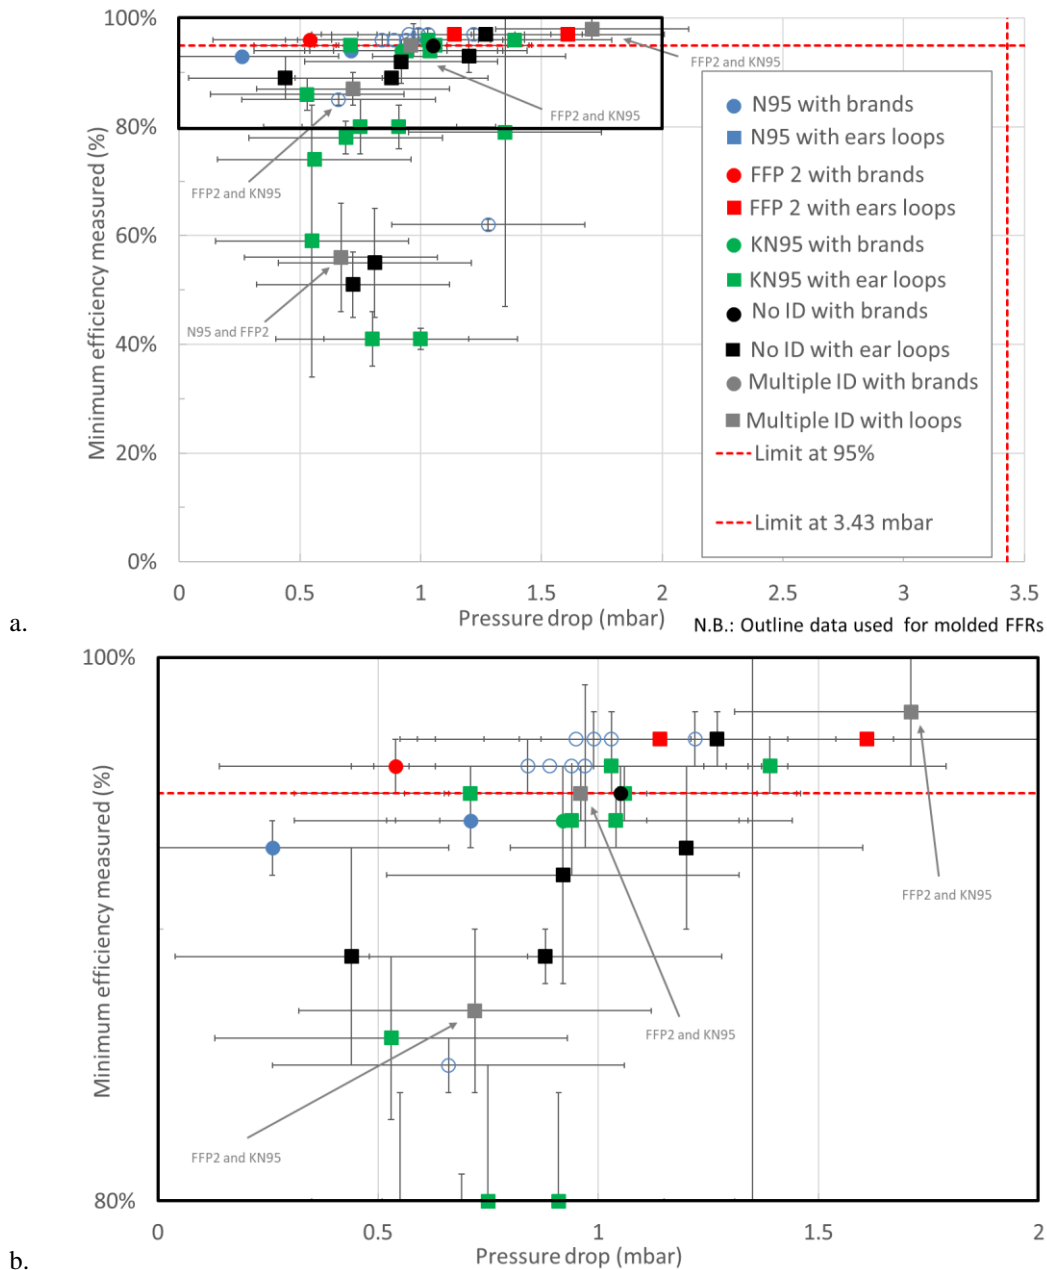 100%
80%
60%
40%
20%
0%
Minimum efficiency measured (%)
FFP2 and KN95
FFP2 and KN95
FFP2 and KN95
N95 and FFP2
N95 with brands
N95 with ears loops
FFP 2 with brands
FFP 2 with ears loops
KN95 with brands
KN95 with ear loops
No ID with brands
No ID with ear loops
Multiple ID with brands
Multiple ID with loops
Limit at 95%
Limit at 3.43 mbar
0 0.5 1 1.5 2 2.5 3 3.5
Pressure drop (mbar)
a.
N.B.: Outline data used for molded FFRs
100%
80%
Minimum efficiency measured (%)
FFP2 and KN95
FFP2 and KN95
FFP2 and KN95
0 0.5 1 1.5 2
Pressure drop (mbar)
b.